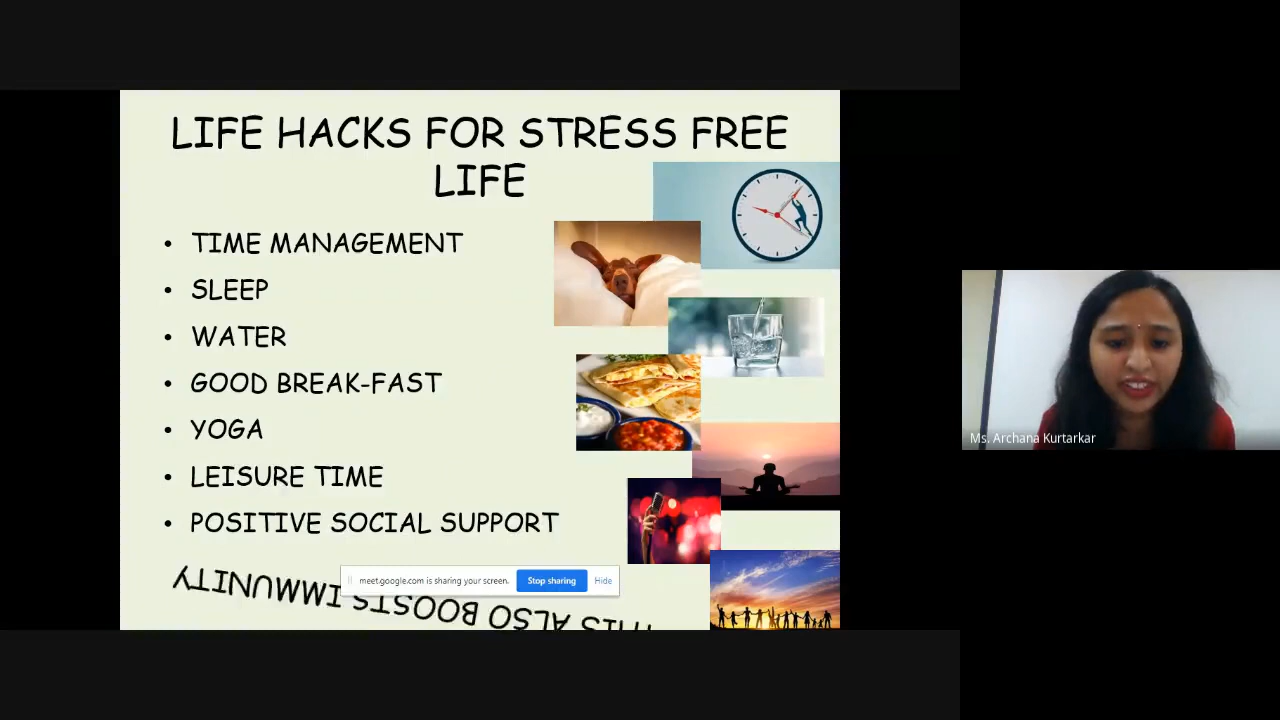 LIFE HACKS FOR STRESS FREE
LIFE
• TIME MANAGEMENT
• SLEEP
• WATER
• GOOD BREAK-FAST
• YOGA
• LEISURE TIME
• POSITIVE SOCIAL SUPPORT
meet.google.com is sharing your screen.
Stop sharing
Hide
THIS ALSO BOOSTS IMMUNITY
Ms. Archana Kurtarkar